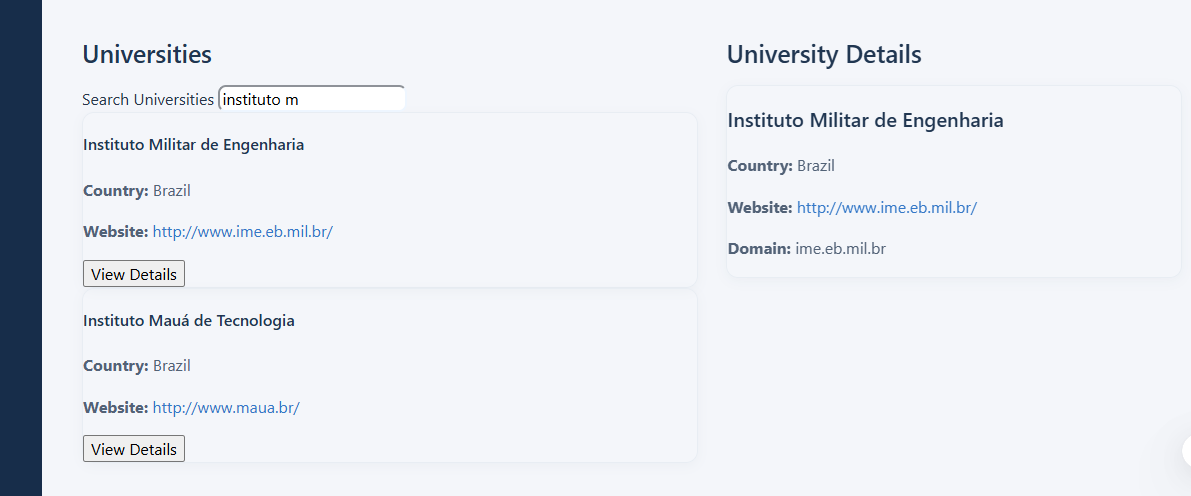 Universities
Search Universities instituto m
Instituto Militar de Engenharia
Country: Brazil
Website: http://www.ime.eb.mil.br/
View Details
Instituto Mauá de Tecnologia
Country: Brazil
Website: http://www.maua.br/
View Details
University Details
Instituto Militar de Engenharia
Country: Brazil
Website: http://www.ime.eb.mil.br/
Domain: ime.eb.mil.br